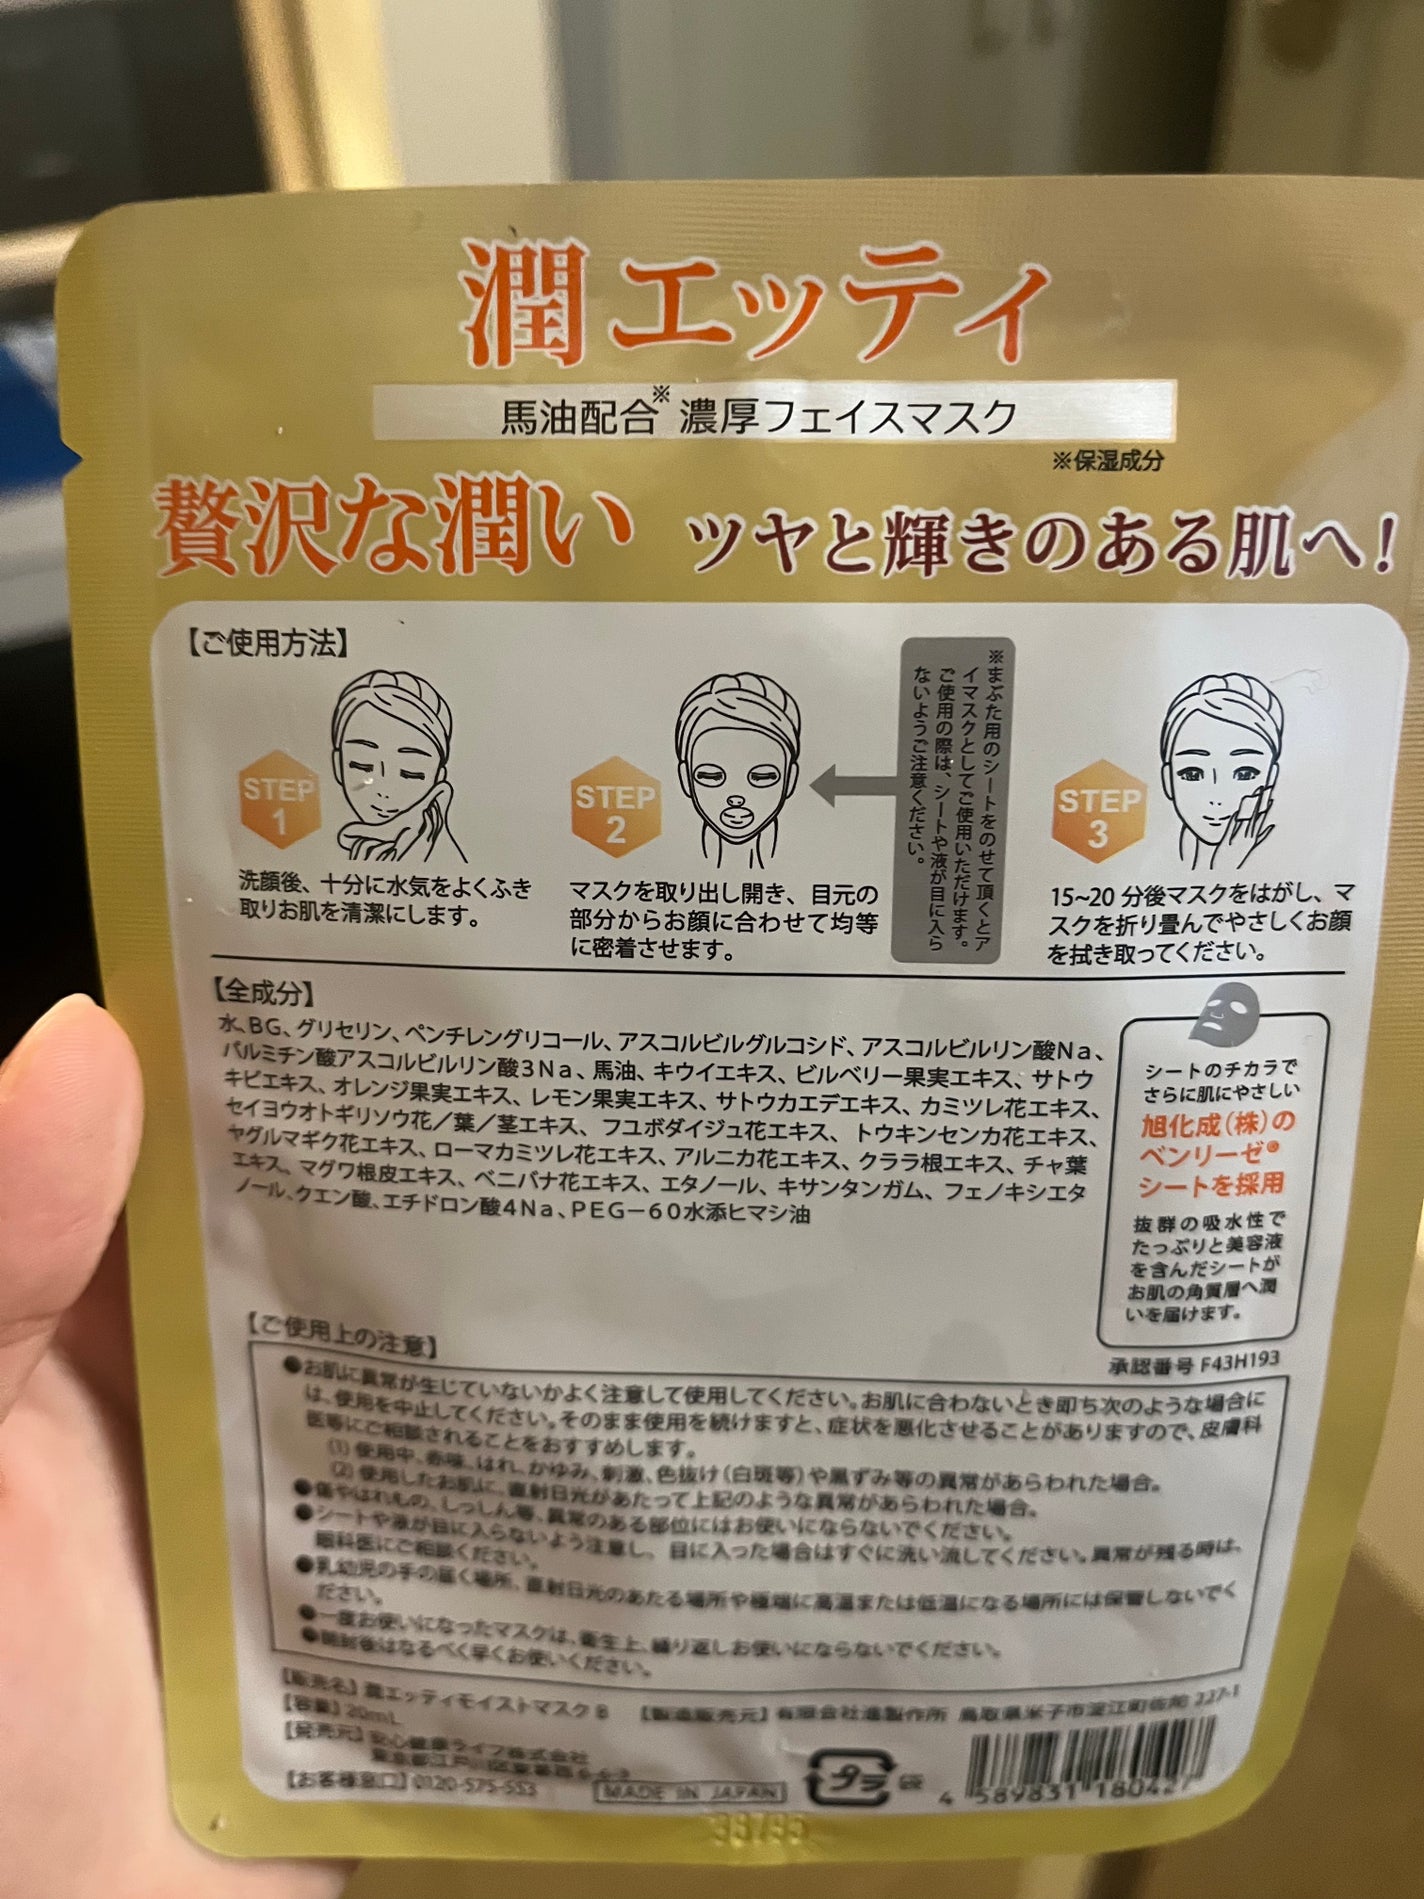 潤エッティ
馬油配合※ 濃厚フェイスマスク
※保湿成分
贅沢な潤い ツヤと輝きのある肌へ!
【ご使用方法】
STEP
1
洗顔後、十分に水気をよくふき
取りお肌を清潔にします。
STEP
2
マスクを取り出し開き、目元の
部分からお顔に合わせて均等
に密着させます。
※まぶた用のシートをのせて頂くとア
イマスクとしてご使用いただけます。
ご使用の際は、シートや液が目に入ら
ないようご注意ください。
STEP
3
15~20 分後マスクをはがし、マ
スクを折り畳んでやさしくお顔
を拭き取ってください。
【全成分】
水、BG、グリセリン、ペンチレングリコール、アスコルビルグルコシド、アスコルビルリン酸Na、
パルミチン酸アスコルビルリン酸3Na、馬油、キウイエキス、ビルベリー果実エキス、サトウ
キビエキス、オレンジ果実エキス、レモン果実エキス、サトウカエデエキス、カミツレ花エキス、
セイヨウオトギリソウ花/葉/茎エキス、フユボダイジュ花エキス、トウキンセンカ花エキス、
ヤグルマギク花エキス、ローマカミツレ花エキス、アルニカ花エキス、クララ根エキス、チャ葉
エキス、マグワ根皮エキス、ベニバナ花エキス、エタノール、キサンタンガム、フェノキシエタ
ノール、クエン酸、エチドロン酸4Na、PEG-60水添ヒマシ油
シートのチカラで
さらに肌にやさしい
旭化成(株)の
ベンリーゼ®
シートを採用
抜群の吸水性で
たっぷりと美容液
を含んだシートが
お肌の角質層へ潤
いを届けます。
承認番号 F43H193
【ご使用上の注意】
●お肌に異常が生じていないかよく注意して使用してください。お肌に合わないとき即ち次のような場合に
は、使用を中止してください。そのまま使用を続けますと、症状を悪化させることがありますので、皮膚科
医等にご相談されることをおすすめします。
(1) 使用中、赤味、はれ、かゆみ、刺激、色抜け(白斑等)や黒ずみ等の異常があらわれた場合。
(2) 使用したお肌に、直射日光があたって上記のような異常があらわれた場合。
●傷やはれもの、しっしん等、異常のある部位にはお使いにならないでください。
●シートや液が目に入らないよう注意し、目に入った場合はすぐに洗い流してください。異常が残る時は、
眼科医にご相談ください。
●乳幼児の手の届く場所、直射日光のあたる場所や極端に高温または低温になる場所には保管しないでく
ださい。
●一度お使いになったマスクは、衛生上、繰り返しお使いにならないでください。
●開封後はなるべく早くお使いください。
【販売名】潤エッティモイストマスク B 【製造販売元】有限会社進製作所 鳥取県米子市淀江町佐陀 227-1
【容量】20mL
【発売元】安心健康ライフ株式会社
東京都江戸川区東葛西
【お客様窓口】0120-575-553
MADE IN JAPAN
プラ
袋
4 589831 180427